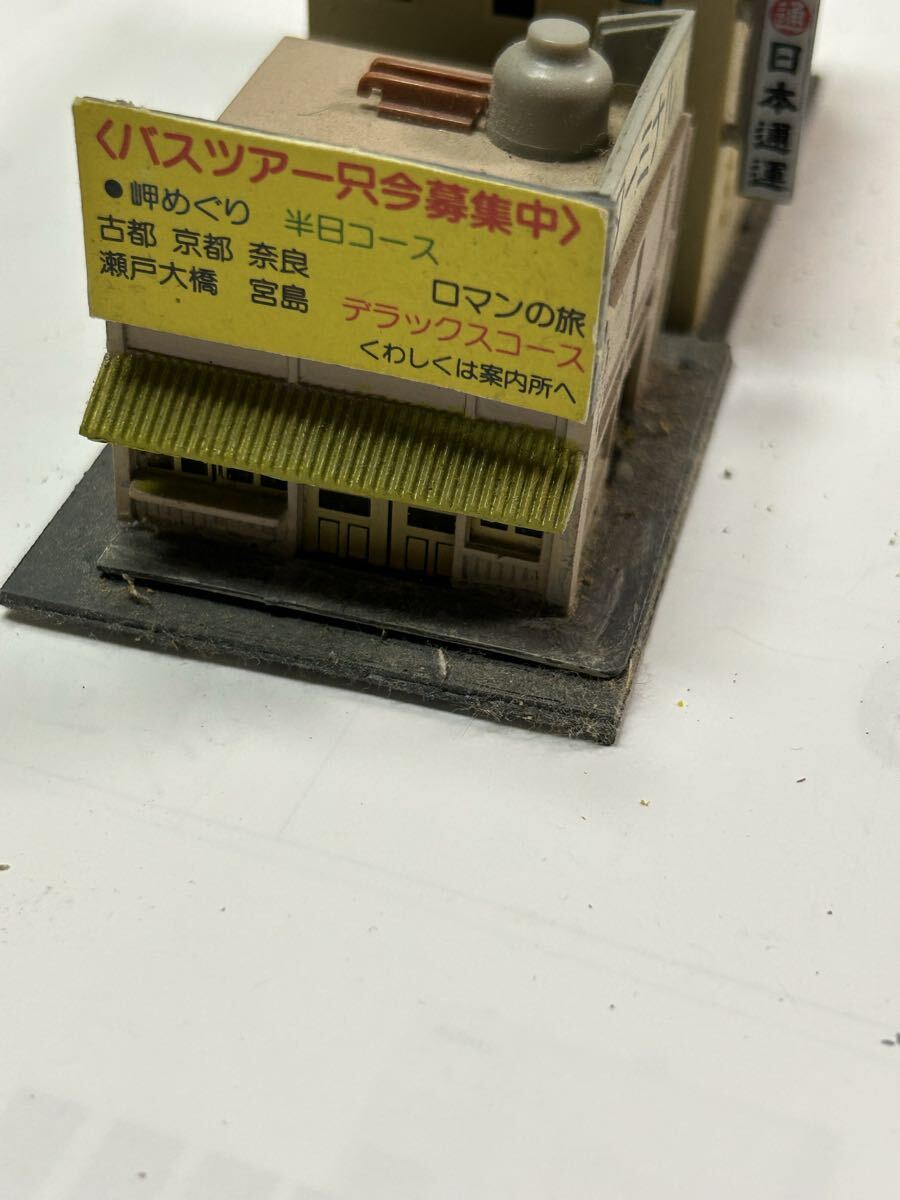 〈バスツアー只今募集中〉
●岬めぐり 半日コース
古都 京都 奈良 ロマンの旅
瀬戸大橋 宮島 デラックスコース
くわしくは案内所へ
通
日本通運